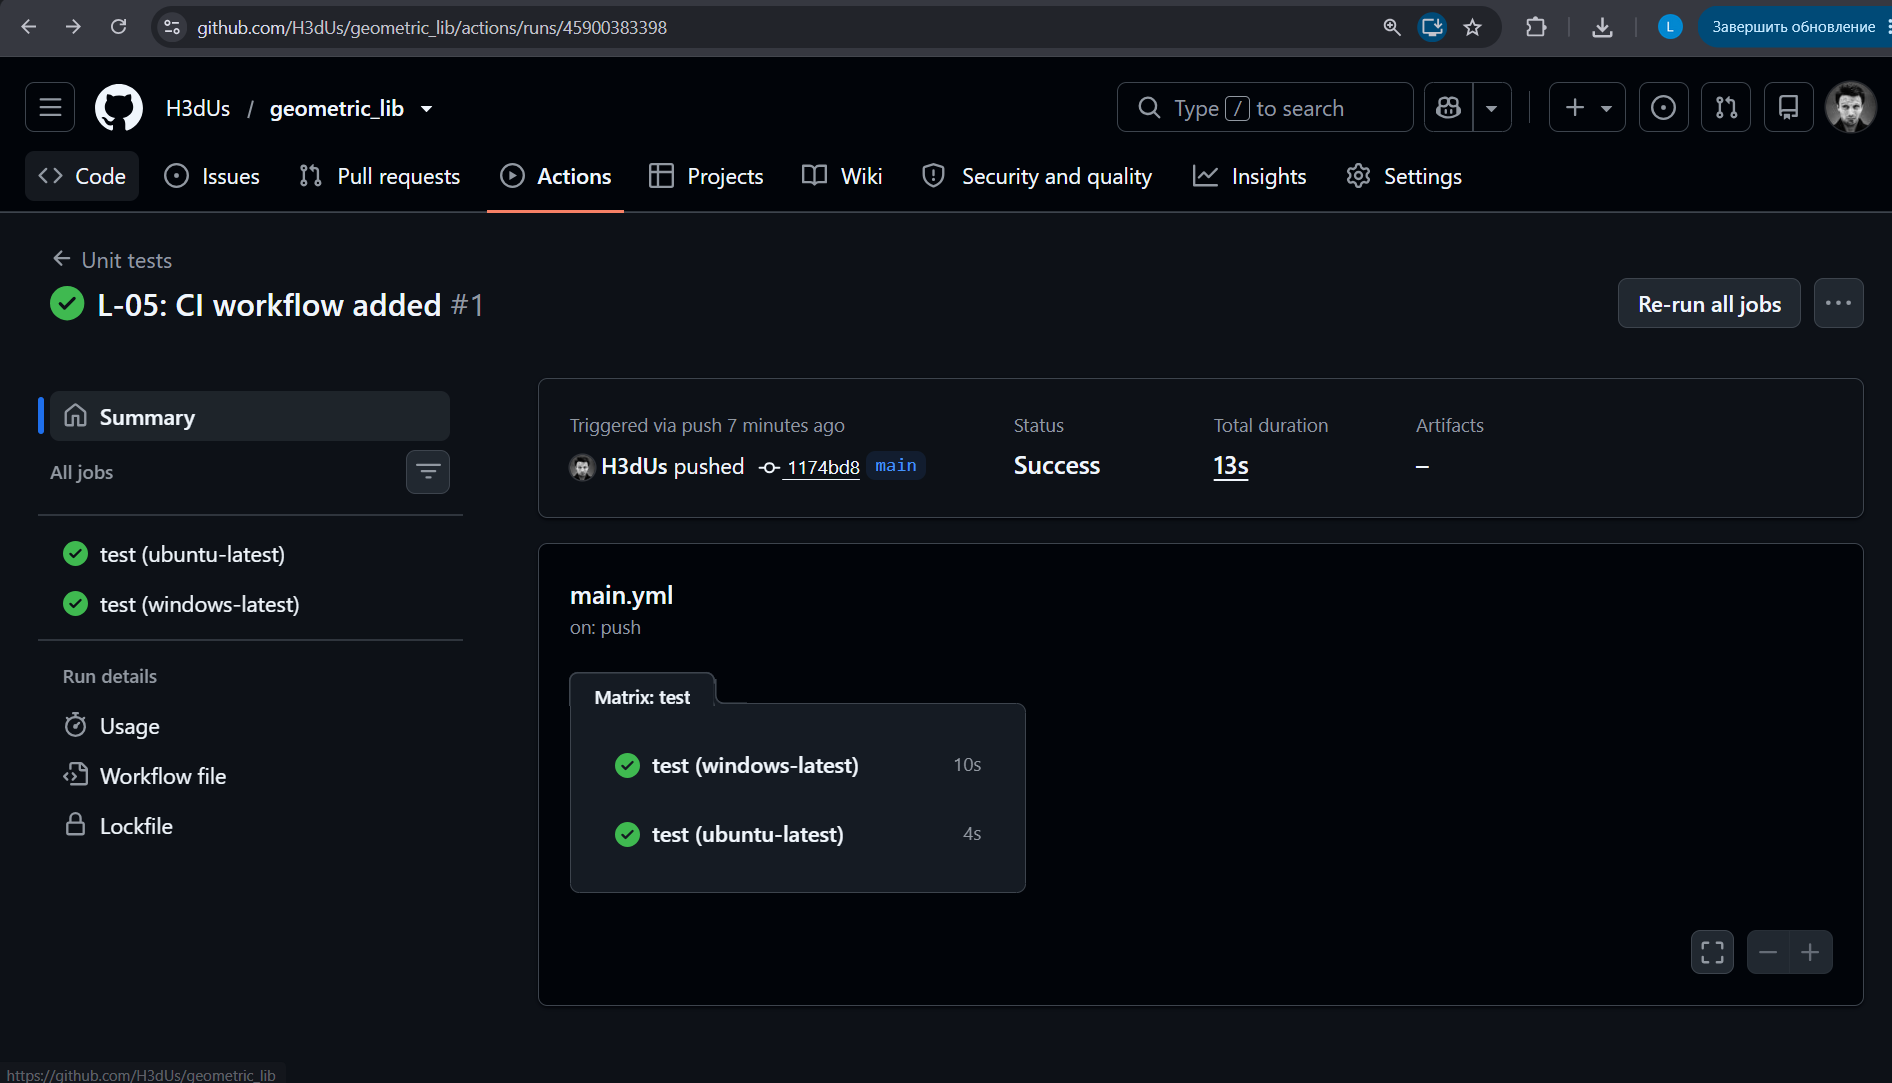 github.com/H3dUs/geometric_lib/actions/runs/45900383398
L
Завершить обновление
H3dUs / geometric_lib
Type / to search
Code
Issues
Pull requests
Actions
Projects
Wiki
Security and quality
Insights
Settings
Unit tests
L-05: CI workflow added #1
Re-run all jobs
Summary
All jobs
test (ubuntu-latest)
test (windows-latest)
Run details
Usage
Workflow file
Lockfile
Triggered via push 7 minutes ago
H3dUs pushed 1174bd8 main
Status
Success
Total duration
13s
Artifacts
–
main.yml
on: push
Matrix: test
test (windows-latest) 10s
test (ubuntu-latest) 4s
https://github.com/H3dUs/geometric_lib